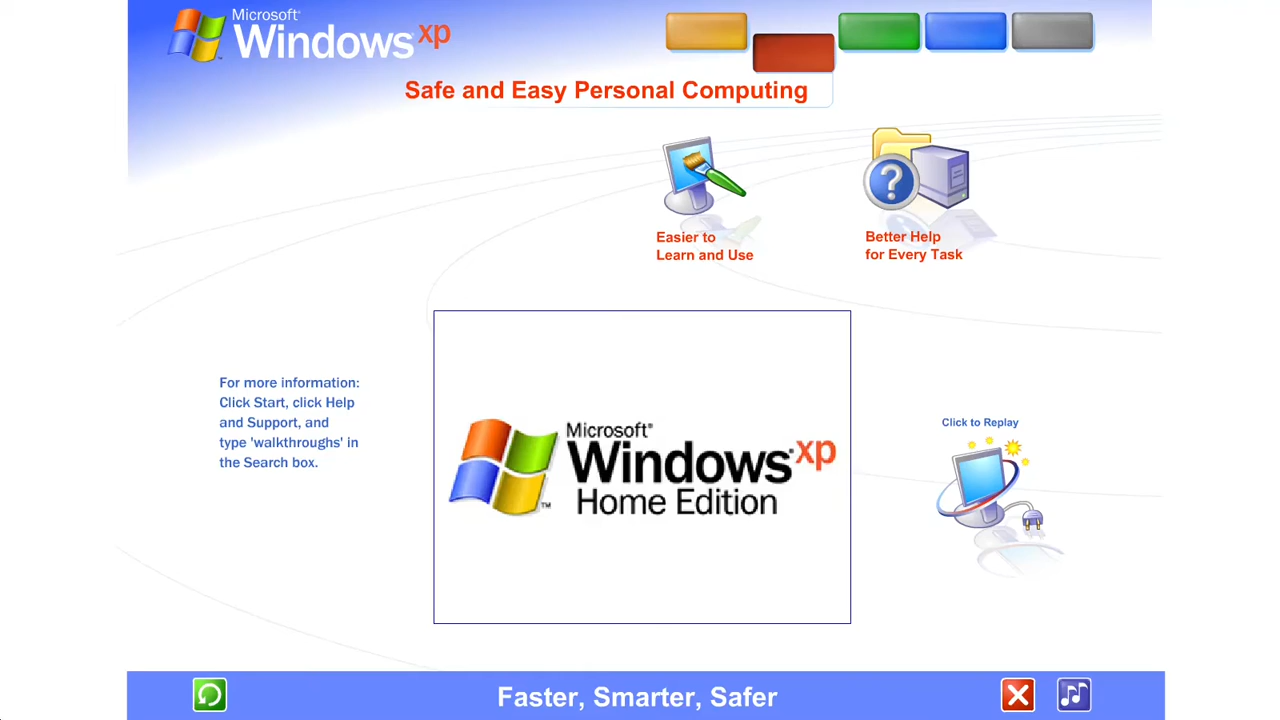 Microsoft®
Windows xp
Safe and Easy Personal Computing
Easier to
Learn and Use
Better Help
for Every Task
For more information:
Click Start, click Help
and Support, and
type 'walkthroughs' in
the Search box.
Microsoft®
Windows® xp
Home Edition
Click to Replay
Faster, Smarter, Safer